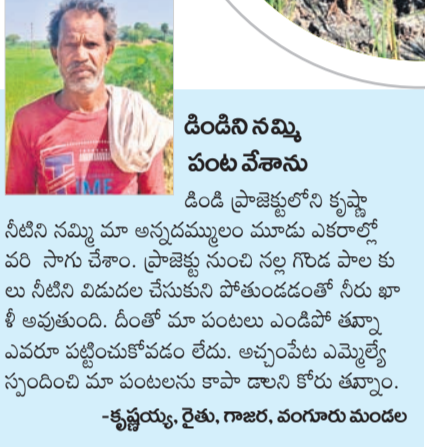 డిండిని నమ్మి
పంట వేశాను
డిండి ప్రాజెక్టులోని కృష్ణా
నీటిని నమ్మి మా అన్నదమ్ములం మూడు ఎకరాల్లో
వరి సాగు చేశాం. ప్రాజెక్టు నుంచి నల్ల గొండ పాల కు
లు నీటిని విడుదల చేసుకుని పోతుండడంతో నీరు ఖా
ళీ అవుతుంది. దీంతో మా పంటలు ఎండిపో తున్నా
ఎవరూ పట్టించుకోవడం లేదు. అచ్చంపేట ఎమ్మెల్యే
స్పందించి మా పంటలను కాపా డాలని కోరు తున్నాం.
-కృష్ణయ్య, రైతు, గాజర, వంగూరు మండల